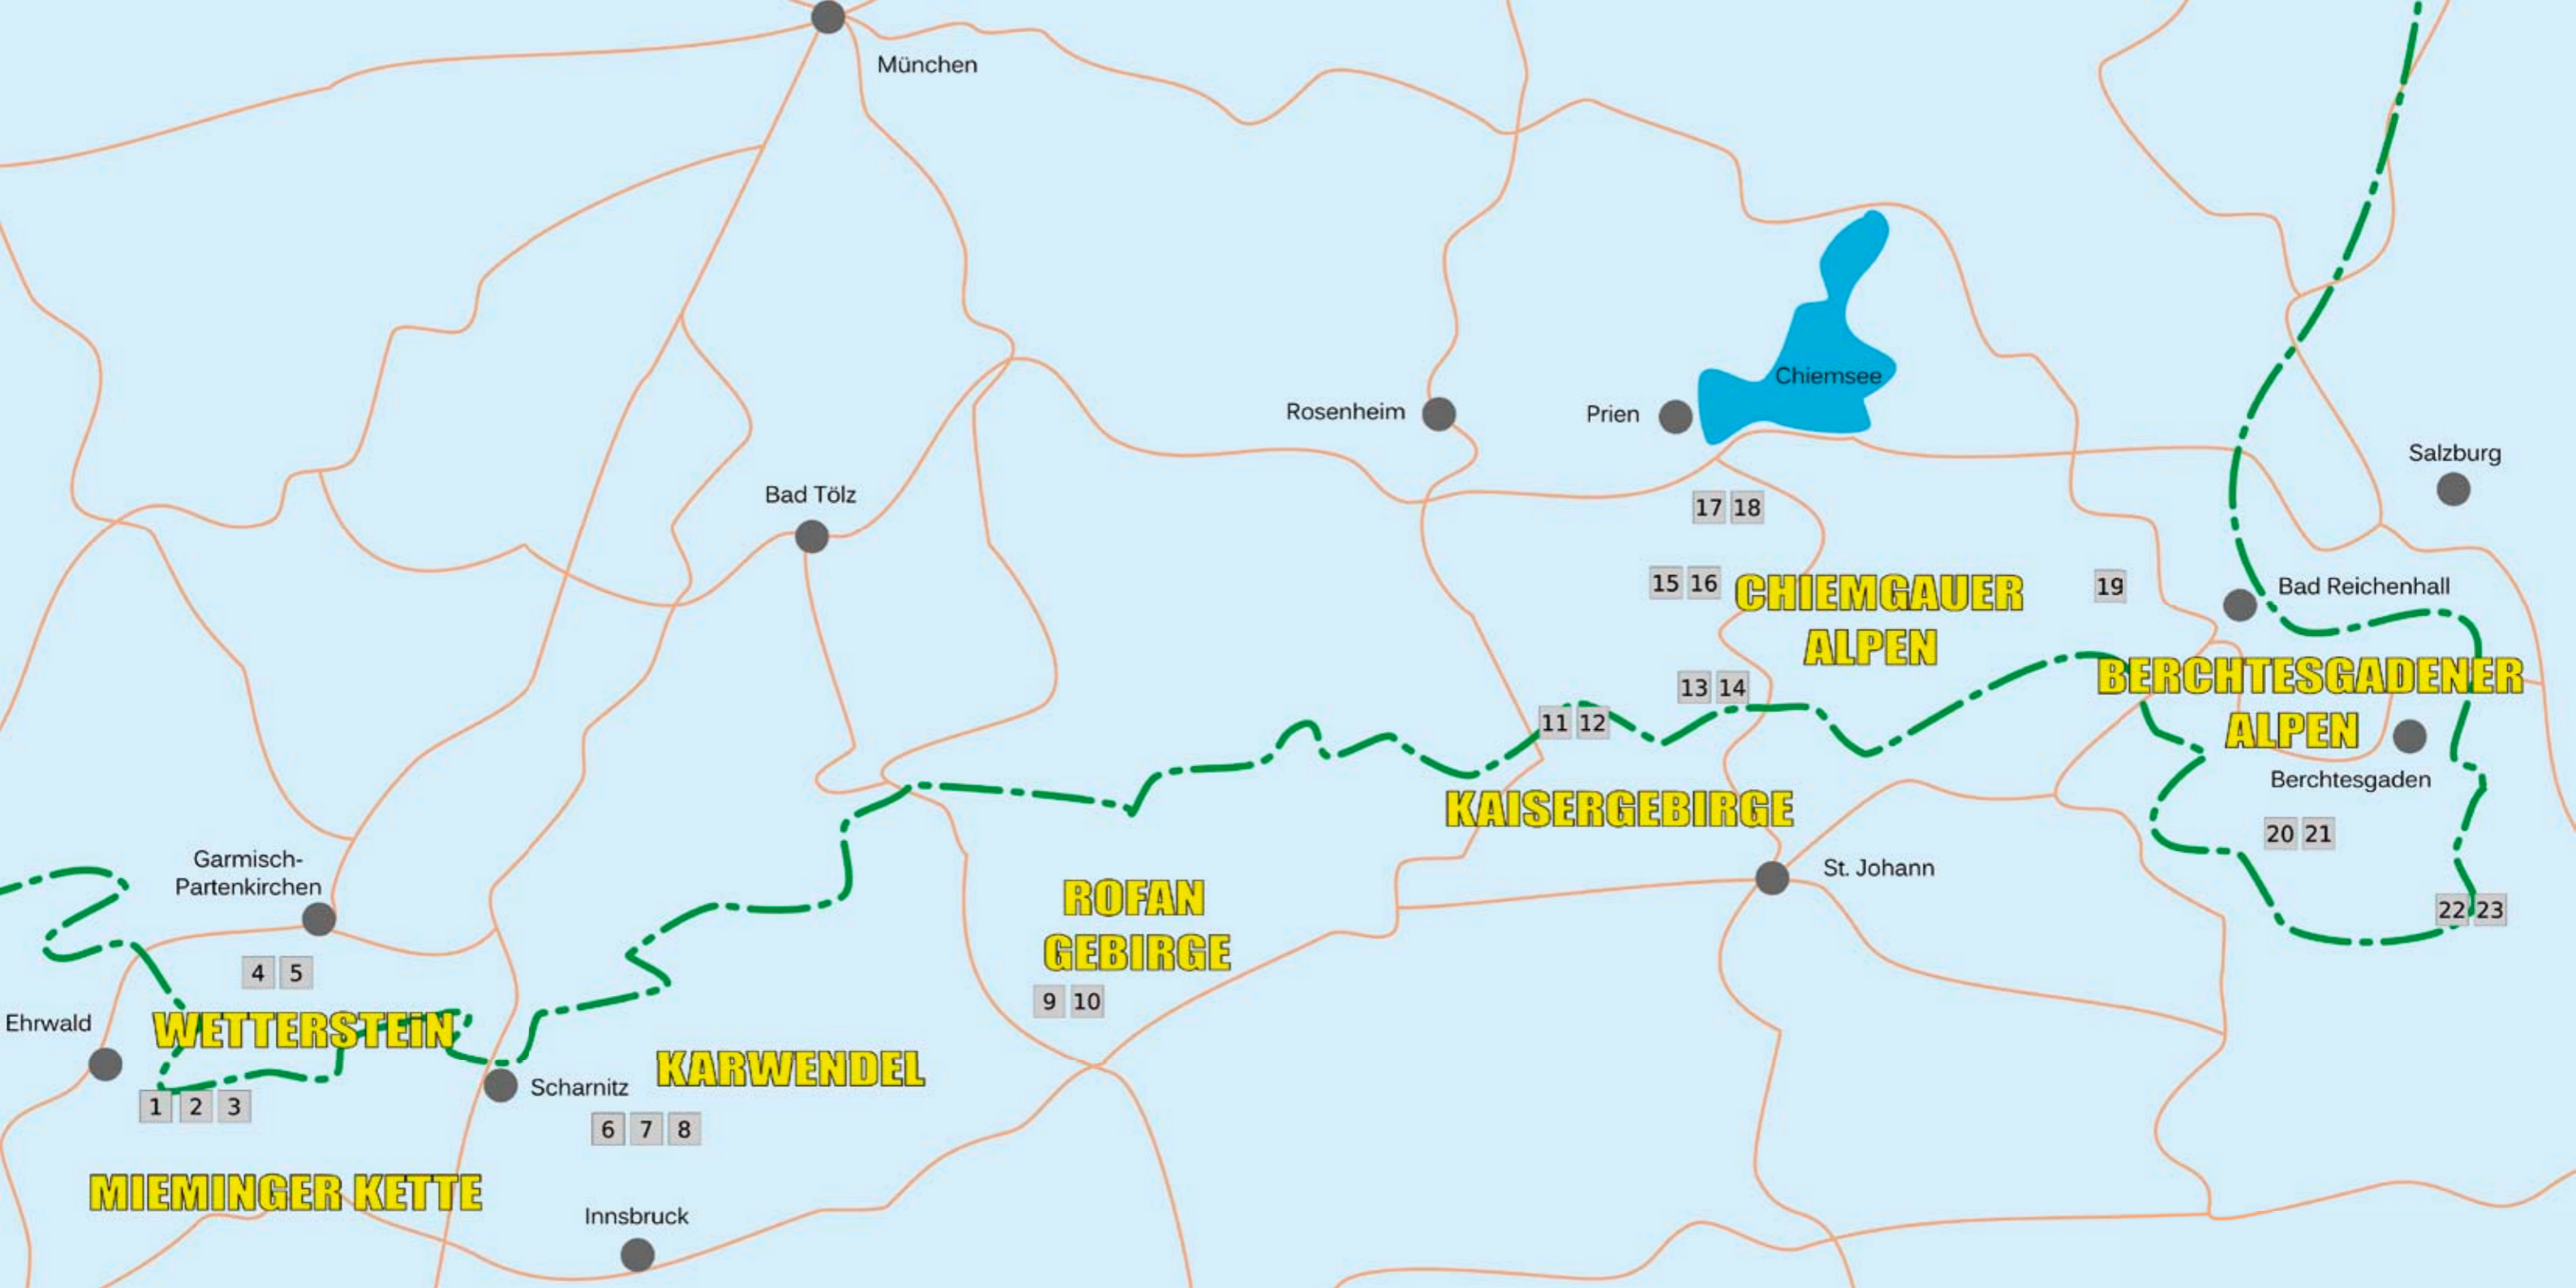 München
Chiemsee
Rosenheim
Prien
Salzburg
Bad Tölz
17 18
15 16
CHIEMGAUER
ALPEN
19
Bad Reichenhall
13 14
11 12
BERCHTESGADENER
ALPEN
Berchtesgaden
KAISERGEBIRGE
20 21
Garmisch-
Partenkirchen
St. Johann
ROFAN
GEBIRGE
22 23
4 5
9 10
Ehrwald
WETTERSTEIN
KARWENDEL
Scharnitz
1 2 3
6 7 8
MIEMINGER KETTE
Innsbruck